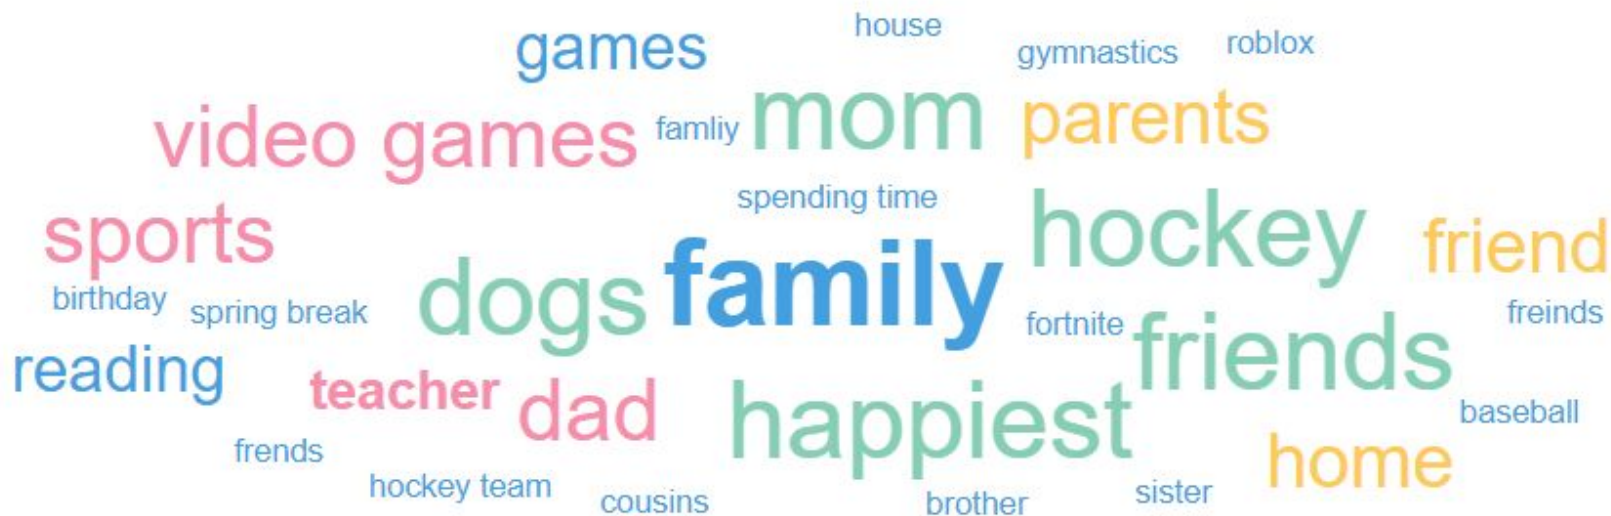 house
games
gymnastics
roblox
video games
famliy
mom
parents
spending time
sports
hockey
friend
birthday
spring break
dogs
family
fortnite
freinds
reading
teacher
dad
happiest
friends
baseball
frends
home
hockey team
cousins
brother
sister